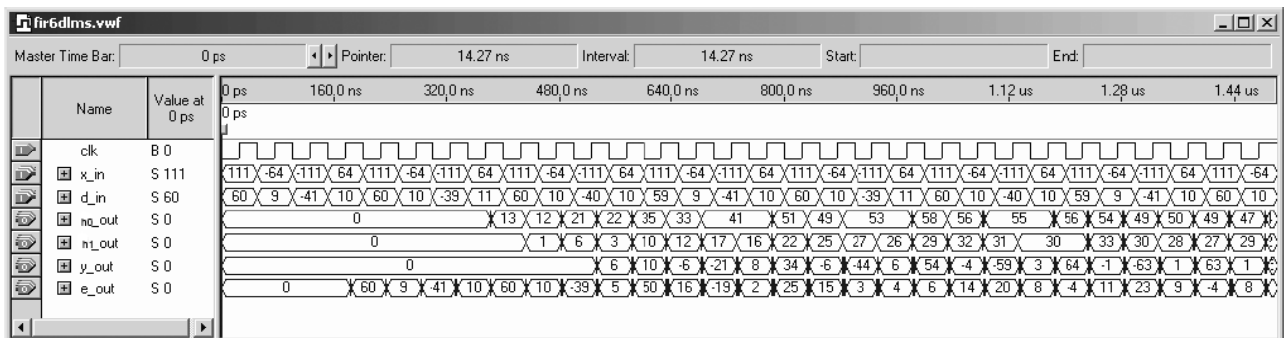 fir6dlms.vwf
Master Time Bar: 0 ps Pointer: 14.27 ns Interval: 14.27 ns Start: End:
Name Value at 0 ps 0 ps 160,0 ns 320,0 ns 480,0 ns 640,0 ns 800,0 ns 960,0 ns 1.12 us 1.28 us 1.44 us
0 ps
clk B 0
x_in S 111 111 -64 -111 64 111 -64 -111 64 111 -64 -111 64 111 -64 -111 64 111 -64 -111 64 111 -64 -111 64 111 -64 -111 64 111 -64
d_in S 60 60 9 -41 10 60 10 -39 11 60 10 -40 10 59 9 -41 10 60 10 -39 11 60 10 -40 10 59 9 -41 10 60 10
h0_out S 0 0 13 12 21 22 35 33 41 51 49 53 58 56 55 56 54 49 50 49 47
h1_out S 0 0 1 6 3 10 12 17 16 22 25 27 26 29 32 31 30 33 30 28 27 29
y_out S 0 0 6 10 -6 -21 8 34 -6 -44 6 54 -4 -59 3 64 -1 -63 1 63 1
e_out S 0 0 60 9 -41 10 60 10 -39 5 50 16 -19 2 25 15 3 4 6 14 20 8 -4 11 23 9 -4 8